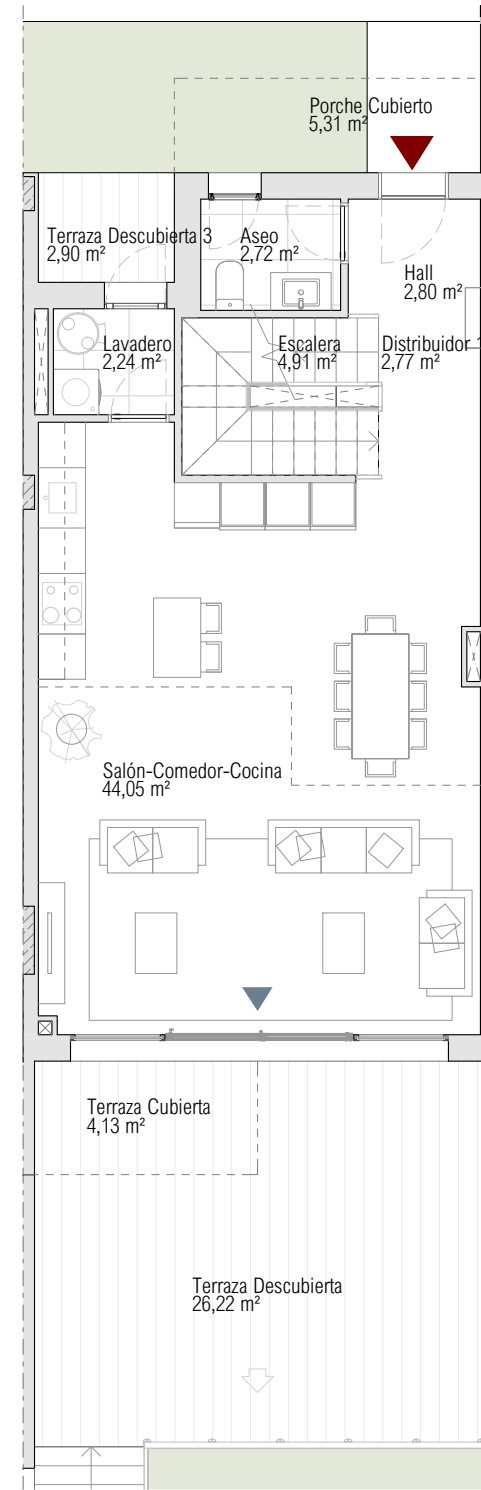 Porche Cubierto
5,31 m²
Terraza Descubierta 3
2,90 m²
Aseo
2,72 m²
Hall
2,80 m²
Lavadero
2,24 m²
Escalera
4,91 m²
Distribuidor
2,77 m²
Salón-Comedor-Cocina
44,05 m²
Terraza Cubierta
4,13 m²
Terraza Descubierta
26,22 m²